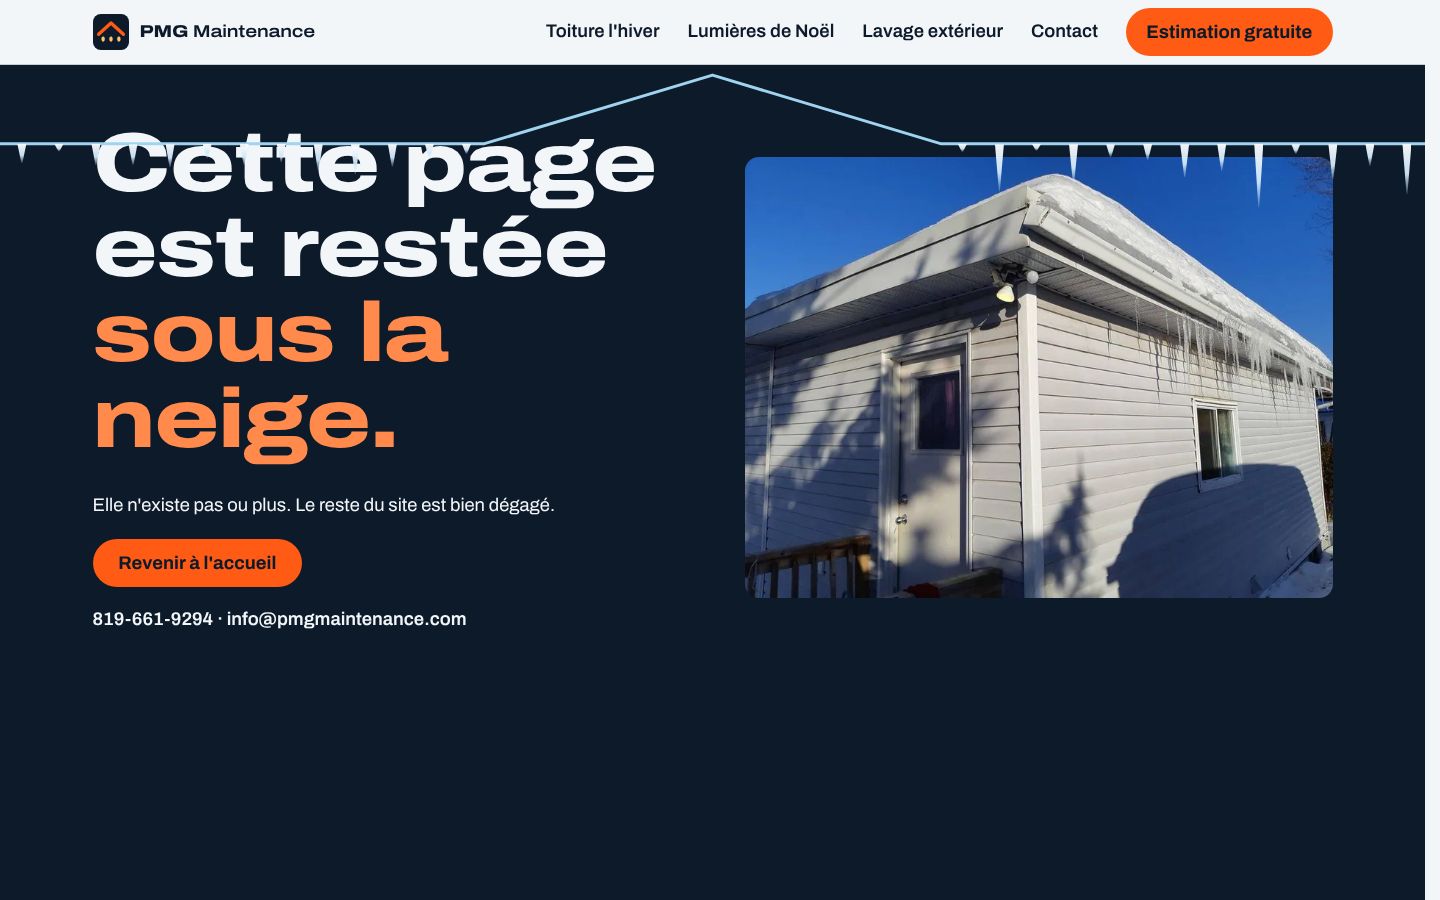 PMG Maintenance
Toiture l'hiver
Lumières de Noël
Lavage extérieur
Contact
Estimation gratuite
Cette page
est restée
sous la
neige.
Elle n'existe pas ou plus. Le reste du site est bien dégagé.
Revenir à l'accueil
819-661-9294 · info@pmgmaintenance.com